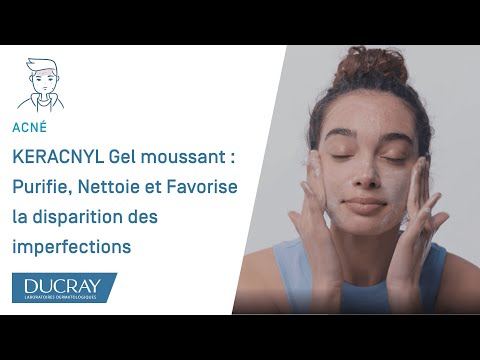 ACNÉ
KERACNYL Gel moussant :
Purifie, Nettoie et Favorise
la disparition des
imperfections
DUCRAY
LABORATOIRES DERMATOLOGIQUES